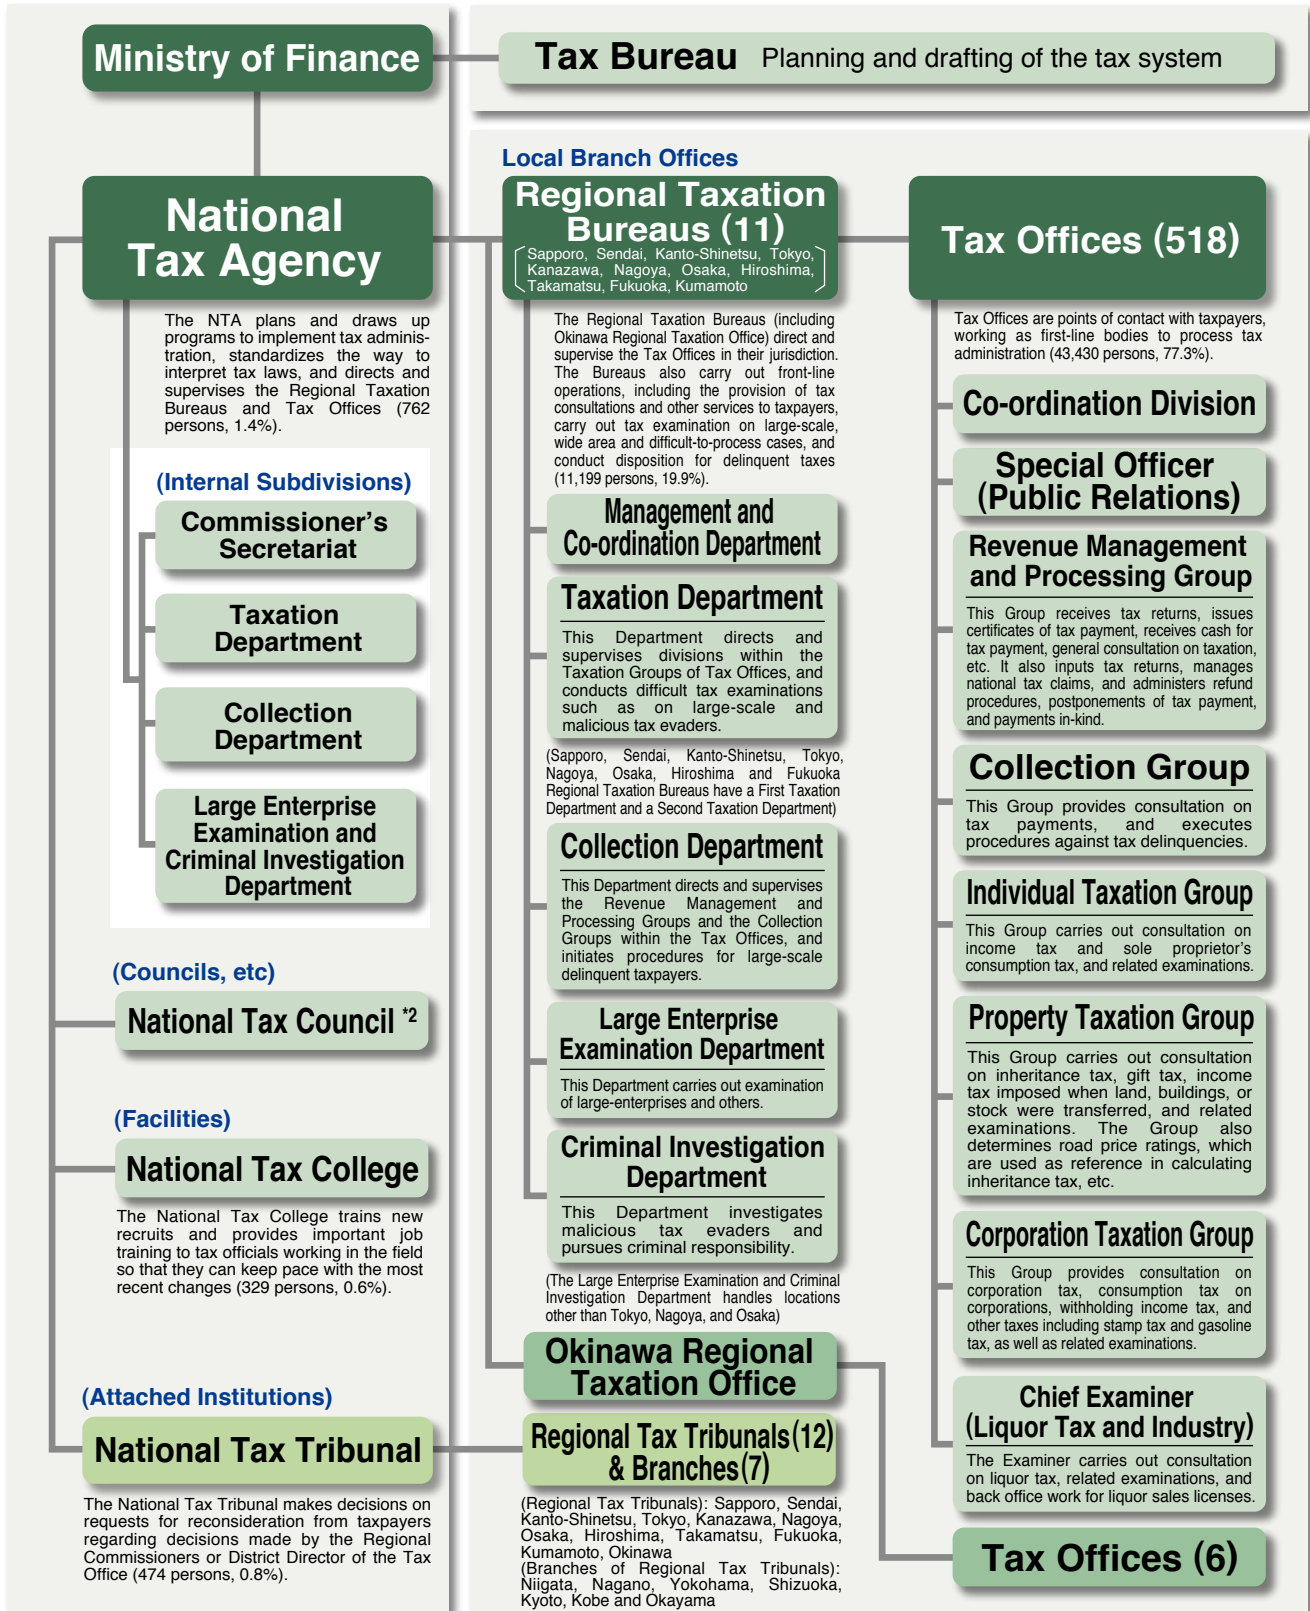 Ministry of Finance
Tax Bureau Planning and drafting of the tax system
National
Tax Agency
The NTA plans and draws up
programs to implement tax adminis-
tration, standardizes the way to
interpret tax laws, and directs and
supervises the Regional Taxation
Bureaus and Tax Offices (762
persons, 1.4%).
(Internal Subdivisions)
Commissioner's
Secretariat
Taxation
Department
Collection
Department
Large Enterprise
Examination and
Criminal Investigation
Department
(Councils, etc)
National Tax Council *2
(Facilities)
National Tax College
The National Tax College trains new
recruits and provides important job
training to tax officials working in the field
so that they can keep pace with the most
recent changes (329 persons, 0.6%).
(Attached Institutions)
National Tax Tribunal
The National Tax Tribunal makes decisions on
requests for reconsideration from taxpayers
regarding decisions made by the Regional
Commissioners or District Director of the Tax
Office (474 persons, 0.8%).
Local Branch Offices
Regional Taxation
Bureaus (11)
Sapporo, Sendai, Kanto-Shinetsu, Tokyo,
Kanazawa, Nagoya, Osaka, Hiroshima,
Takamatsu, Fukuoka, Kumamoto
The Regional Taxation Bureaus (including
Okinawa Regional Taxation Office) direct and
supervise the Tax Offices in their jurisdiction.
The Bureaus also carry out front-line
operations, including the provision of tax
consultations and other services to taxpayers,
carry out tax examination on large-scale,
wide area and difficult-to-process cases, and
conduct disposition for delinquent taxes
(11,199 persons, 19.9%).
Management and
Co-ordination Department
Taxation Department
This Department directs and
supervises divisions within the
Taxation Groups of Tax Offices, and
conducts difficult tax examinations
such as on large-scale and
malicious tax evaders.
(Sapporo, Sendai, Kanto-Shinetsu, Tokyo,
Nagoya, Osaka, Hiroshima and Fukuoka
Regional Taxation Bureaus have a First Taxation
Department and a Second Taxation Department)
Collection Department
This Department directs and supervises
the Revenue Management and
Processing Groups and the Collection
Groups within the Tax Offices, and
initiates procedures for large-scale
delinquent taxpayers.
Large Enterprise
Examination Department
This Department carries out examination
of large-enterprises and others.
Criminal Investigation
Department
This Department investigates
malicious tax evaders and
pursues criminal responsibility.
(The Large Enterprise Examination and Criminal
Investigation Department handles locations
other than Tokyo, Nagoya, and Osaka)
Okinawa Regional
Taxation Office
Regional Tax Tribunals (12)
& Branches (7)
(Regional Tax Tribunals): Sapporo, Sendai,
Kanto-Shinetsu, Tokyo, Kanazawa, Nagoya,
Osaka, Hiroshima, Takamatsu, Fukuoka,
Kumamoto, Okinawa
(Branches of Regional Tax Tribunals):
Niigata, Nagano, Yokohama, Shizuoka,
Kyoto, Kobe and Okayama
Tax Offices (518)
Tax Offices are points of contact with taxpayers,
working as first-line bodies to process tax
administration (43,430 persons, 77.3%).
Co-ordination Division
Special Officer
(Public Relations)
Revenue Management
and Processing Group
This Group receives tax returns, issues
certificates of tax payment, receives cash for
tax payment, general consultation on taxation,
etc. It also inputs tax returns, manages
national tax claims, and administers refund
procedures, postponements of tax payment,
and payments in-kind.
Collection Group
This Group provides consultation on
tax payments, and executes
procedures against tax delinquencies.
Individual Taxation Group
This Group carries out consultation on
income tax and sole proprietor's
consumption tax, and related examinations.
Property Taxation Group
This Group carries out consultation
on inheritance tax, gift tax, income
tax imposed when land, buildings, or
stock were transferred, and related
examinations. The Group also
determines road price ratings, which
are used as reference in calculating
inheritance tax, etc.
Corporation Taxation Group
This Group provides consultation on
corporation tax, consumption tax on
corporations, withholding income tax, and
other taxes including stamp tax and gasoline
tax, as well as related examinations.
Chief Examiner
(Liquor Tax and Industry)
The Examiner carries out consultation
on liquor tax, related examinations, and
back office work for liquor sales licenses.
Tax Offices (6)